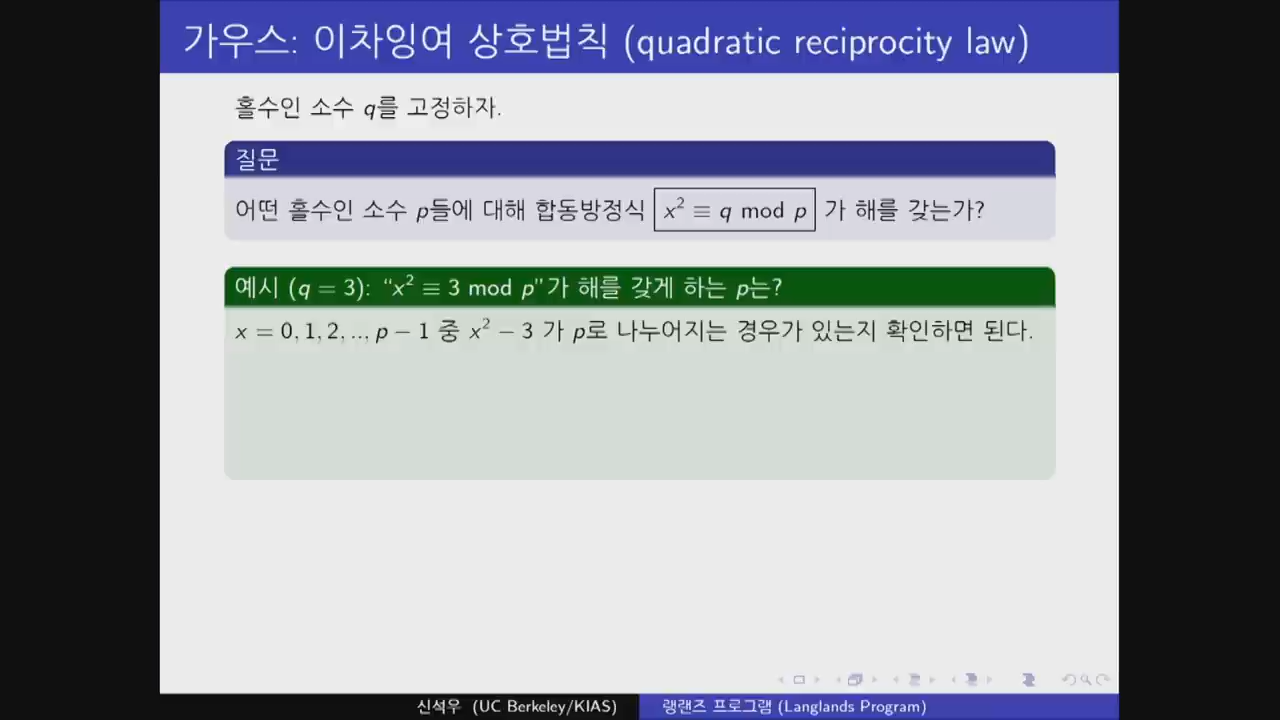 가우스: 이차잉여 상호법칙 (quadratic reciprocity law)
홀수인 소수 q를 고정하자.
질문
어떤 홀수인 소수 p들에 대해 합동방정식 x² ≡ q mod p 가 해를 갖는가?
예시 (q = 3): “x² ≡ 3 mod p”가 해를 갖게 하는 p는?
x = 0, 1, 2, .., p − 1 중 x² − 3 가 p로 나누어지는 경우가 있는지 확인하면 된다.
신석우 (UC Berkeley/KIAS)
랭랜즈 프로그램 (Langlands Program)